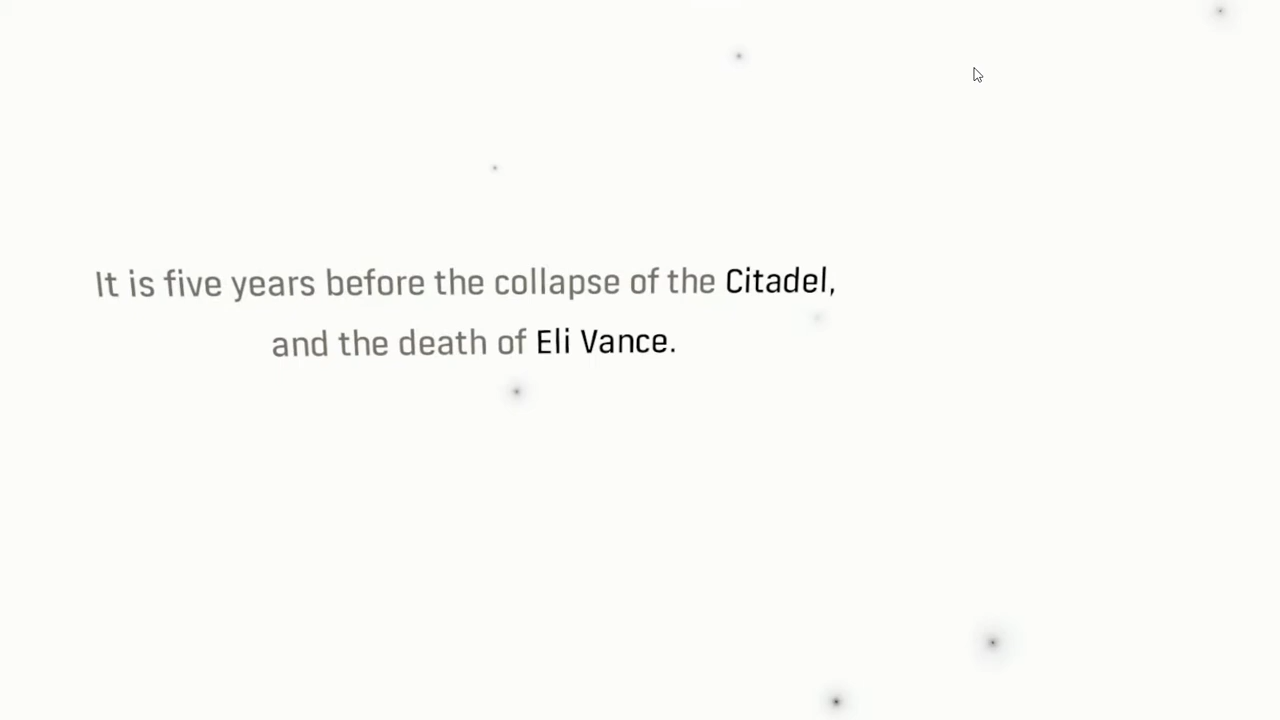 It is five years before the collapse of the Citadel,
and the death of Eli Vance.